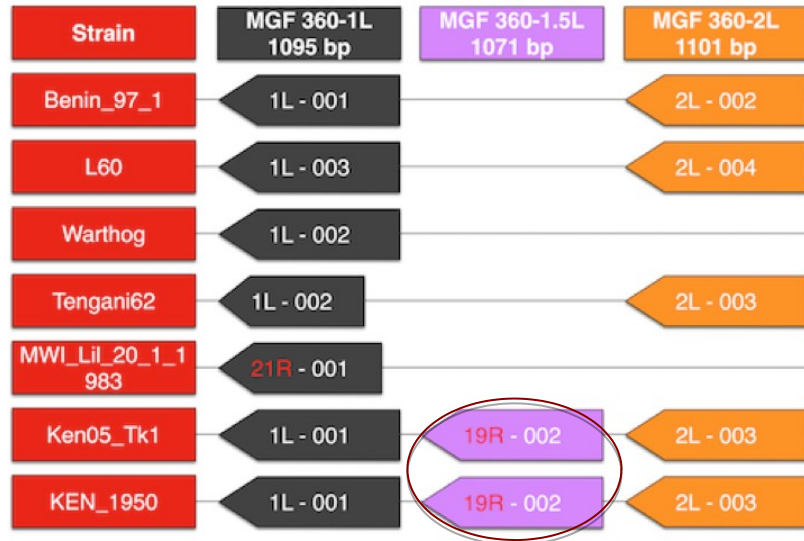 Strain
MGF 360-1L
1095 bp
MGF 360-1.5L
1071 bp
MGF 360-2L
1101 bp
Benin_97_1
1L - 001
2L - 002
L60
1L - 003
2L - 004
Warthog
1L - 002
Tengani62
1L - 002
2L - 003
MWI_Lil_20_1_1
983
21R - 001
Ken05_Tk1
1L - 001
19R - 002
2L - 003
KEN_1950
1L - 001
19R - 002
2L - 003